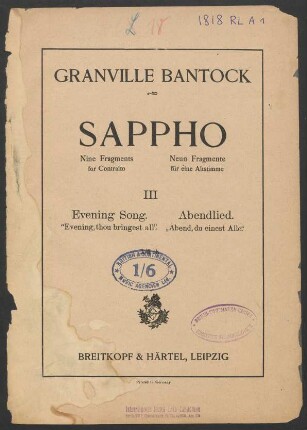 1818 RL A 1
GRANVILLE BANTOCK
SAPPHO
Nine Fragments
for Contralto
Neun Fragmente
für eine Altstimme
III
Evening Song.
"Evening, thou bringest all".
Abendlied.
„Abend, du einest Alle."
1/6
BREITKOPF & HÄRTEL, LEIPZIG